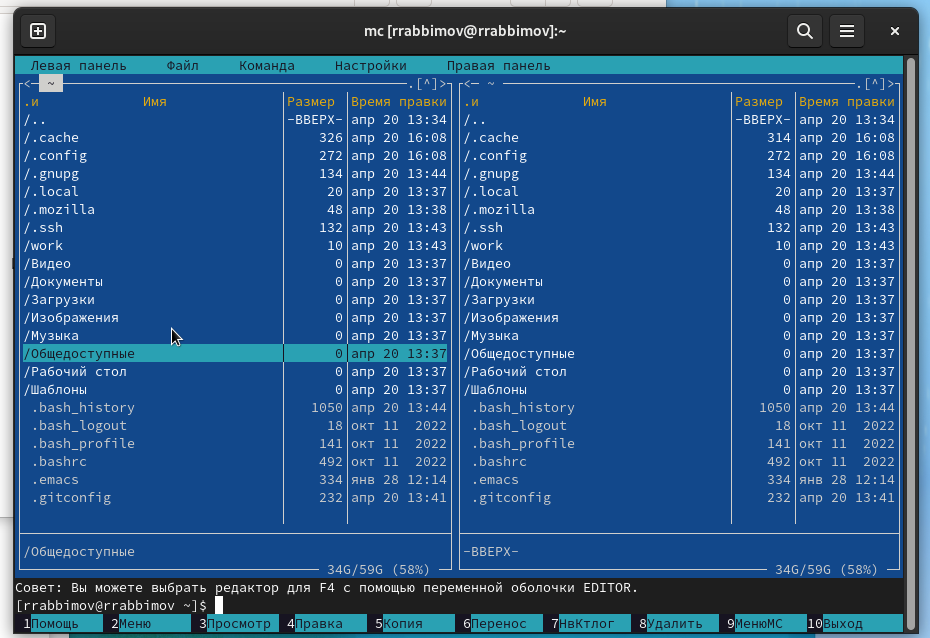 mc [rrabbimov@rrabbimov]:~
Левая панель Файл Команда Настройки Правая панель
<─ ~ .[^]> <─ ~ .[^]>
.и Имя Размер Время правки .и Имя Размер Время правки
/.. -ВВЕРХ- апр 20 13:34 /.. -ВВЕРХ- апр 20 13:34
/.cache 326 апр 20 16:08 /.cache 314 апр 20 16:08
/.config 272 апр 20 16:08 /.config 272 апр 20 16:08
/.gnupg 134 апр 20 13:44 /.gnupg 134 апр 20 13:44
/.local 20 апр 20 13:37 /.local 20 апр 20 13:37
/.mozilla 48 апр 20 13:38 /.mozilla 48 апр 20 13:38
/.ssh 132 апр 20 13:43 /.ssh 132 апр 20 13:43
/work 10 апр 20 13:43 /work 10 апр 20 13:43
/Видео 0 апр 20 13:37 /Видео 0 апр 20 13:37
/Документы 0 апр 20 13:37 /Документы 0 апр 20 13:37
/Загрузки 0 апр 20 13:37 /Загрузки 0 апр 20 13:37
/Изображения 0 апр 20 13:37 /Изображения 0 апр 20 13:37
/Музыка 0 апр 20 13:37 /Музыка 0 апр 20 13:37
/Общедоступные 0 апр 20 13:37 /Общедоступные 0 апр 20 13:37
/Рабочий стол 0 апр 20 13:37 /Рабочий стол 0 апр 20 13:37
/Шаблоны 0 апр 20 13:37 /Шаблоны 0 апр 20 13:37
.bash_history 1050 апр 20 13:44 .bash_history 1050 апр 20 13:44
.bash_logout 18 окт 11 2022 .bash_logout 18 окт 11 2022
.bash_profile 141 окт 11 2022 .bash_profile 141 окт 11 2022
.bashrc 492 окт 11 2022 .bashrc 492 окт 11 2022
.emacs 334 янв 28 12:14 .emacs 334 янв 28 12:14
.gitconfig 232 апр 20 13:41 .gitconfig 232 апр 20 13:41
/Общедоступные -ВВЕРХ-
34G/59G (58%) 34G/59G (58%)
Совет: Вы можете выбрать редактор для F4 с помощью переменной оболочки EDITOR.
[rrabbimov@rrabbimov ~]$
1Помощь 2Меню 3Просмотр 4Правка 5Копия 6Перенос 7НвКтлог 8Удалить 9МенюMC 10Выход